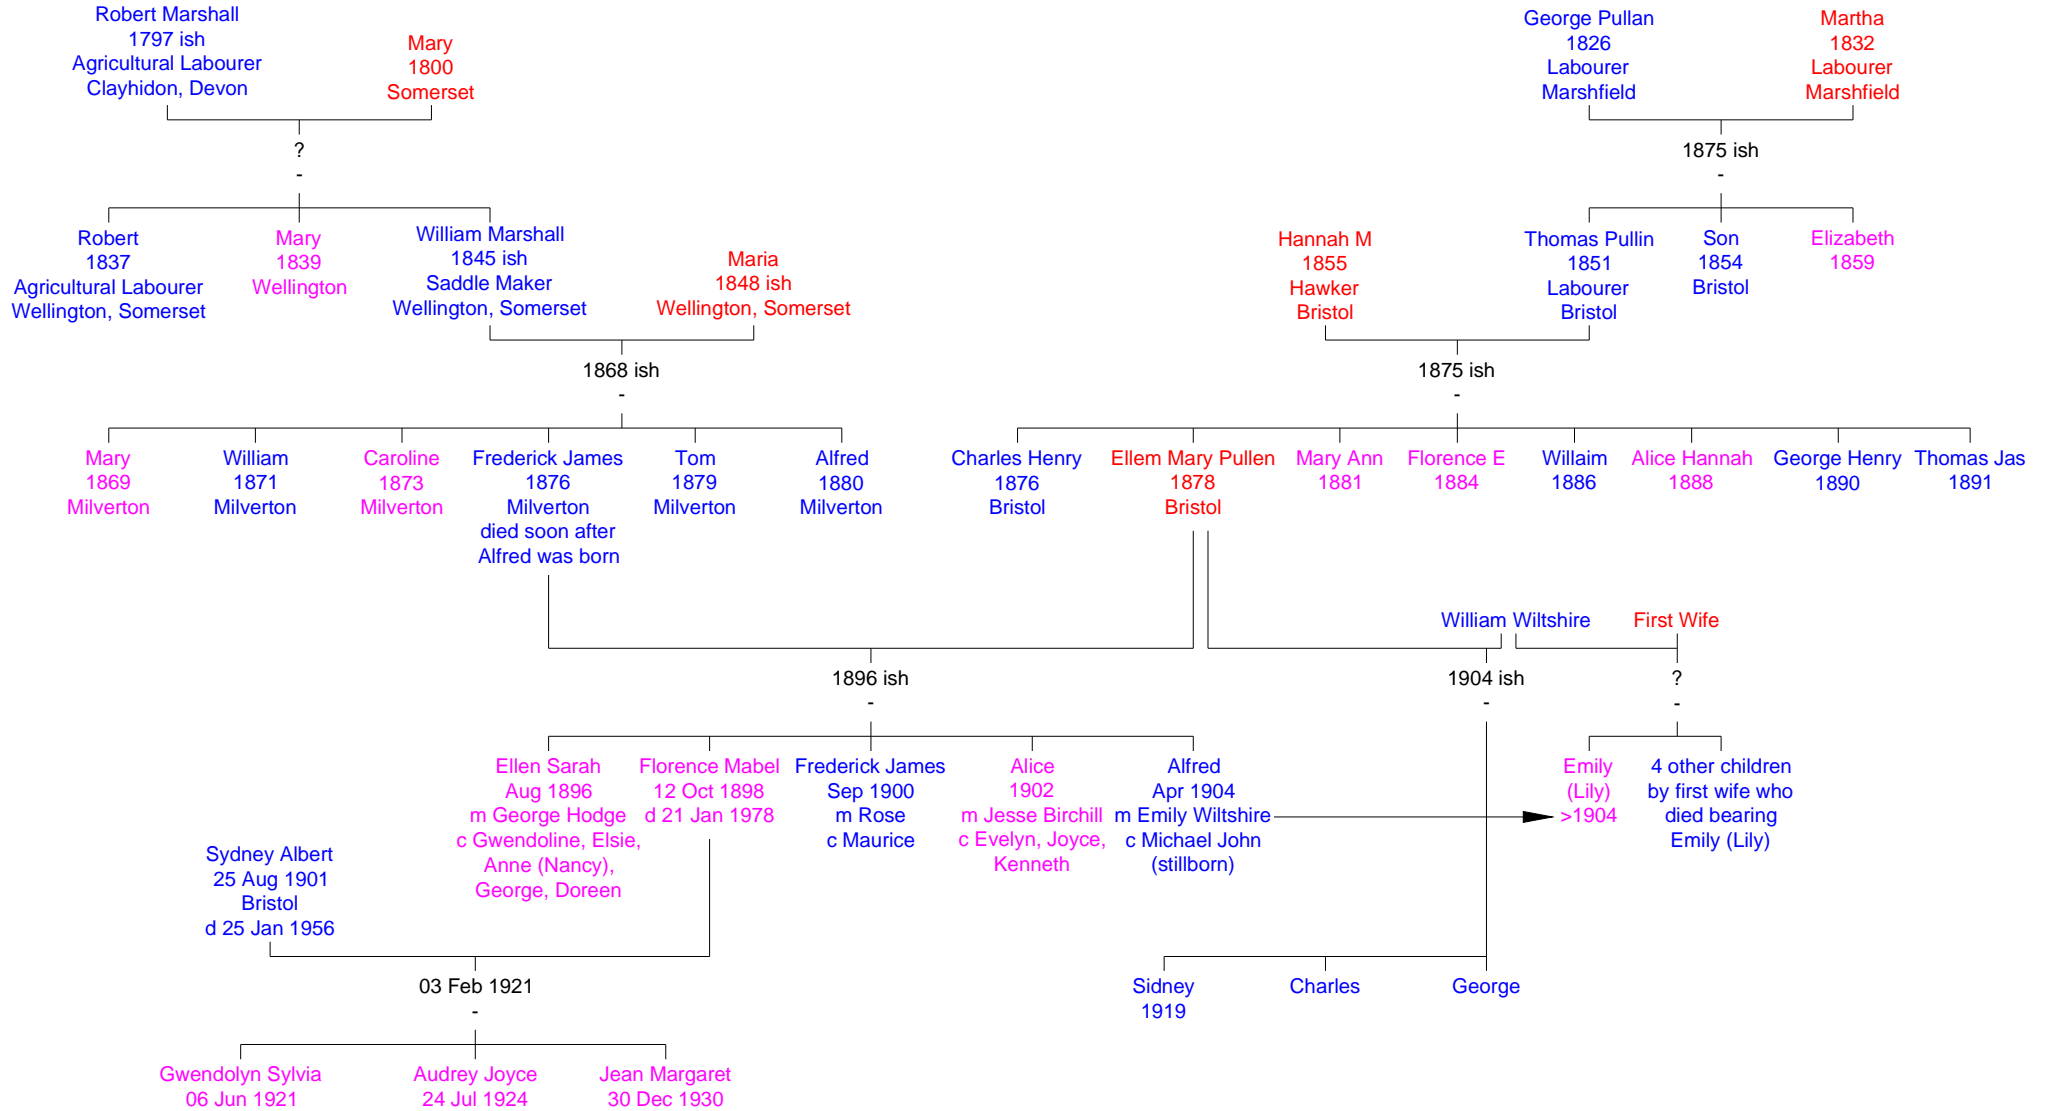 Robert Marshall
1797 ish
Agricultural Labourer
Clayhidon, Devon
Mary
1800
Somerset
George Pullan
1826
Labourer
Marshfield
Martha
1832
Labourer
Marshfield
?
-
1875 ish
-
Robert
1837
Agricultural Labourer
Wellington, Somerset
Mary
1839
Wellington
William Marshall
1845 ish
Saddle Maker
Wellington, Somerset
Maria
1848 ish
Wellington, Somerset
Hannah M
1855
Hawker
Bristol
Thomas Pullin
1851
Labourer
Bristol
Son
1854
Bristol
Elizabeth
1859
1868 ish
-
1875 ish
-
Mary
1869
Milverton
William
1871
Milverton
Caroline
1873
Milverton
Frederick James
1876
Milverton
died soon after
Alfred was born
Tom
1879
Milverton
Alfred
1880
Milverton
Charles Henry
1876
Bristol
Ellem Mary Pullen
1878
Bristol
Mary Ann
1881
Florence E
1884
Willaim
1886
Alice Hannah
1888
George Henry
1890
Thomas Jas
1891
William Wiltshire
First Wife
1896 ish
-
1904 ish
-
?
-
Ellen Sarah
Aug 1896
m George Hodge
c Gwendoline, Elsie,
Anne (Nancy),
George, Doreen
Florence Mabel
12 Oct 1898
d 21 Jan 1978
Frederick James
Sep 1900
m Rose
c Maurice
Alice
1902
m Jesse Birchill
c Evelyn, Joyce,
Kenneth
Alfred
Apr 1904
m Emily Wiltshire
c Michael John
(stillborn)
Emily
(Lily)
>1904
4 other children
by first wife who
died bearing
Emily (Lily)
Sydney Albert
25 Aug 1901
Bristol
d 25 Jan 1956
03 Feb 1921
-
Sidney
1919
Charles
George
Gwendolyn Sylvia
06 Jun 1921
Audrey Joyce
24 Jul 1924
Jean Margaret
30 Dec 1930